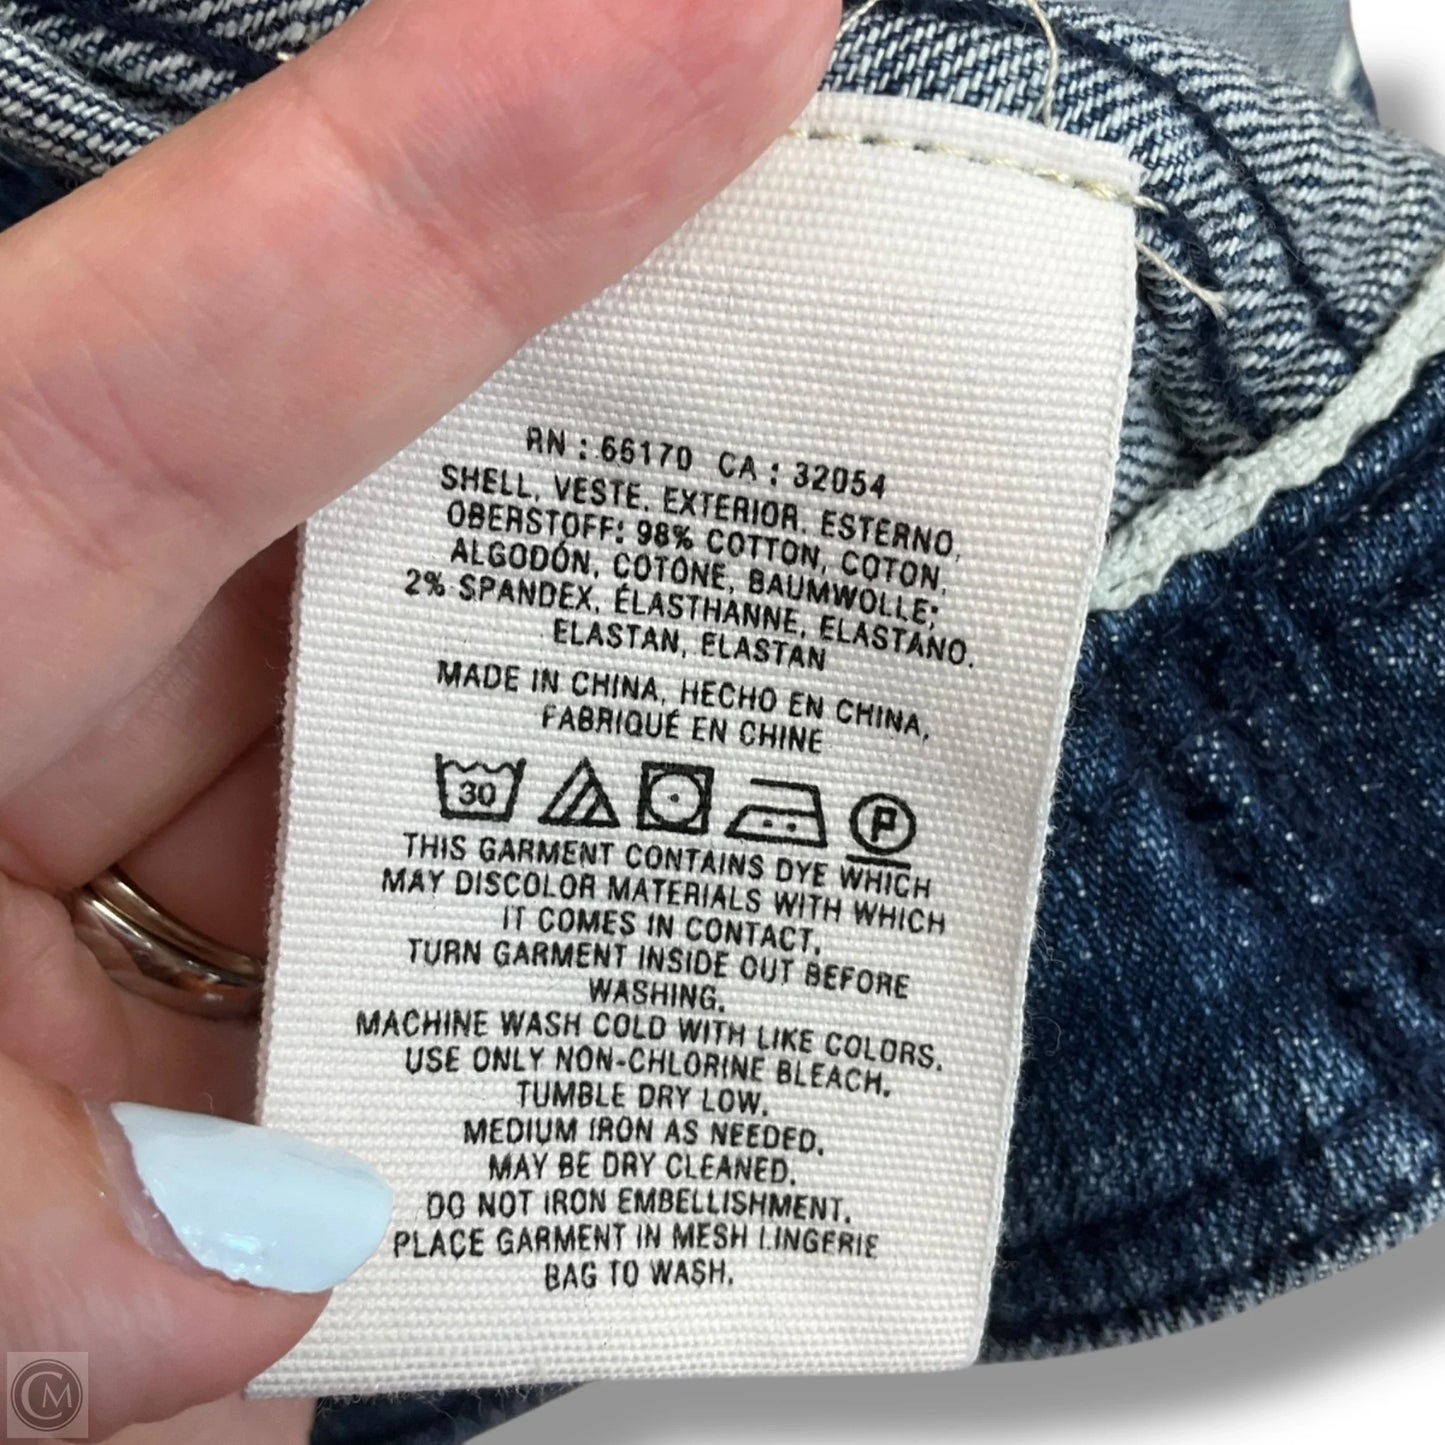 RN : 66170 CA : 32054
SHELL, VESTE, EXTERIOR, ESTERNO,
OBERSTOFF: 98% COTTON, COTON,
ALGODÓN, COTONE, BAUMWOLLE;
2% SPANDEX, ÉLASTHANNE, ELASTANO.
ELASTAN, ELASTAN
MADE IN CHINA, HECHO EN CHINA,
FABRIQUÉ EN CHINE
30 P
THIS GARMENT CONTAINS DYE WHICH
MAY DISCOLOR MATERIALS WITH WHICH
IT COMES IN CONTACT.
TURN GARMENT INSIDE OUT BEFORE
WASHING.
MACHINE WASH COLD WITH LIKE COLORS.
USE ONLY NON-CHLORINE BLEACH.
TUMBLE DRY LOW.
MEDIUM IRON AS NEEDED.
MAY BE DRY CLEANED.
DO NOT IRON EMBELLISHMENT.
PLACE GARMENT IN MESH LINGERIE
BAG TO WASH.
CM